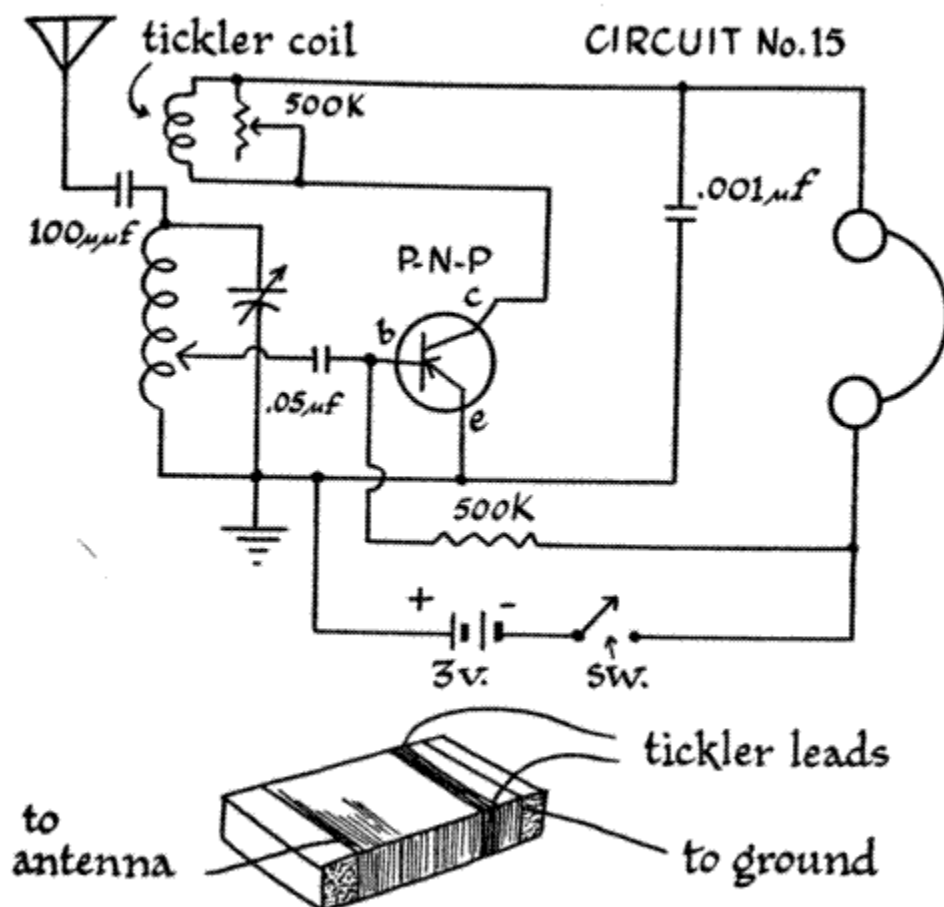 tickler coil
CIRCUIT No.15
500K
.001μf
100μμf
P-N-P
c
b
.05μf
e
500K
+ -
3v.
sw.
tickler leads
to
antenna
to ground